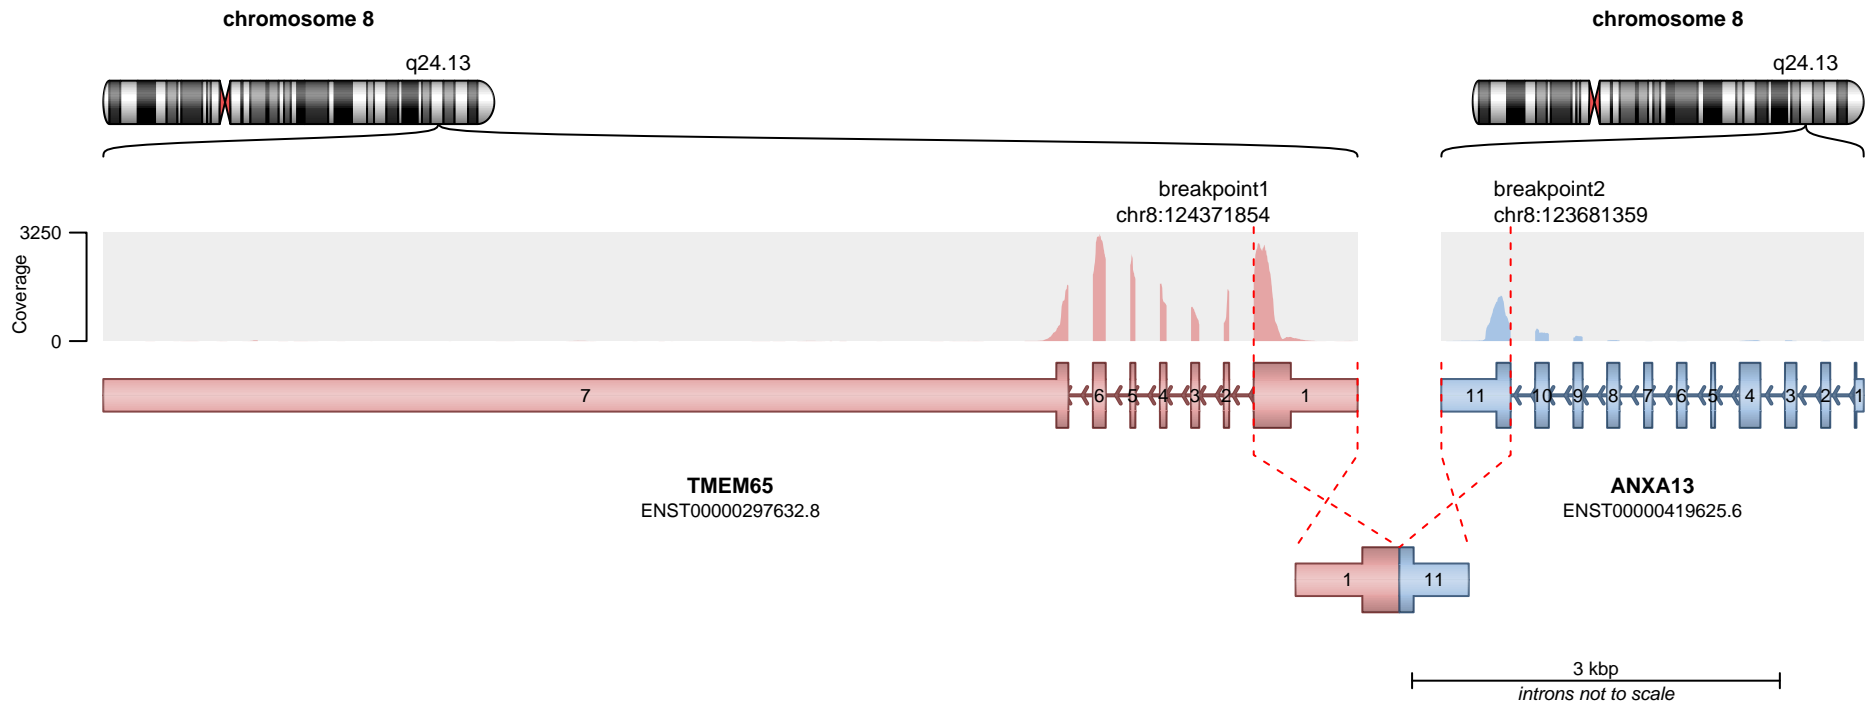 chromosome 8
chromosome 8
q24.13
q24.13
breakpoint1
chr8:124371854
breakpoint2
chr8:123681359
3250
Coverage
0
7
6
5
4
3
2
1
11
10
9
8
7
6
5
4
3
2
1
TMEM65
ENST00000297632.8
ANXA13
ENST00000419625.6
1
11
3 kbp
introns not to scale